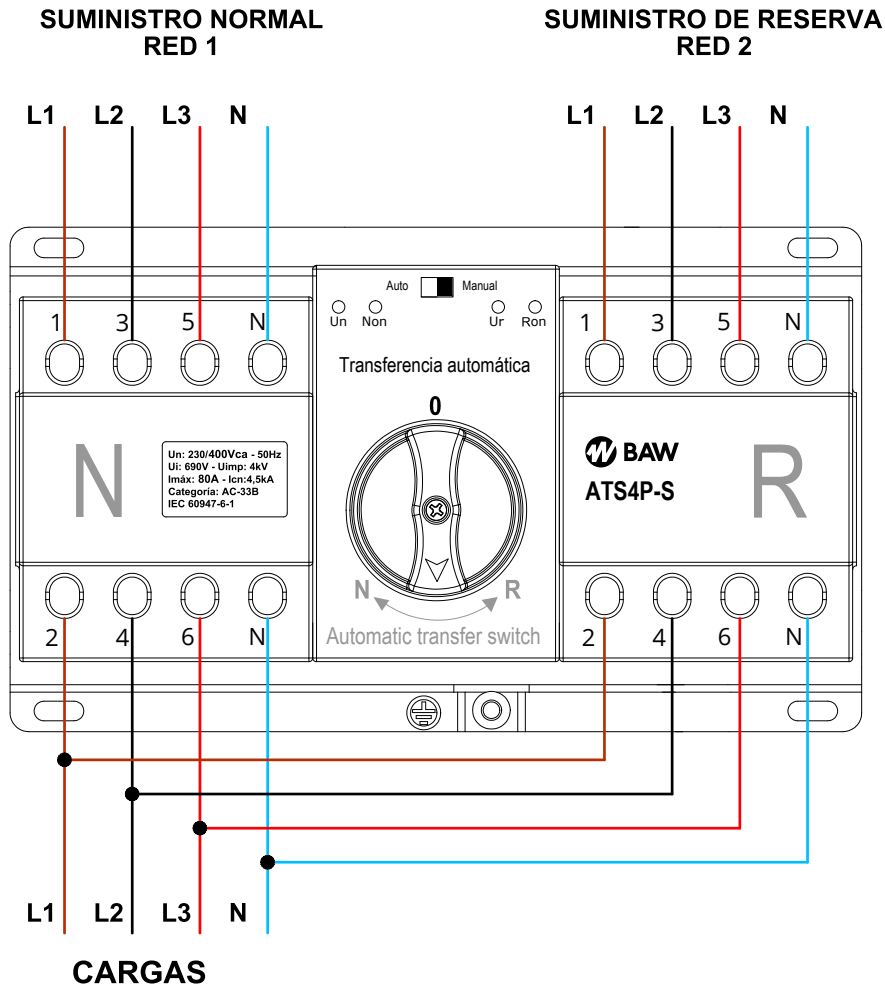 SUMINISTRO NORMAL
RED 1
SUMINISTRO DE RESERVA
RED 2
L1 L2 L3 N
L1 L2 L3 N
Auto Manual
Un Non Ur Ron
1 3 5 N
Transferencia automática
1 3 5 N
0
N
Un: 230/400Vca - 50Hz
Ui: 690V - Uimp: 4kV
Imáx: 80A - Icn:4,5kA
Categoría: AC-33B
IEC 60947-6-1
BAW
ATS4P-S
R
N R
Automatic transfer switch
2 4 6 N
2 4 6 N
L1 L2 L3 N
CARGAS